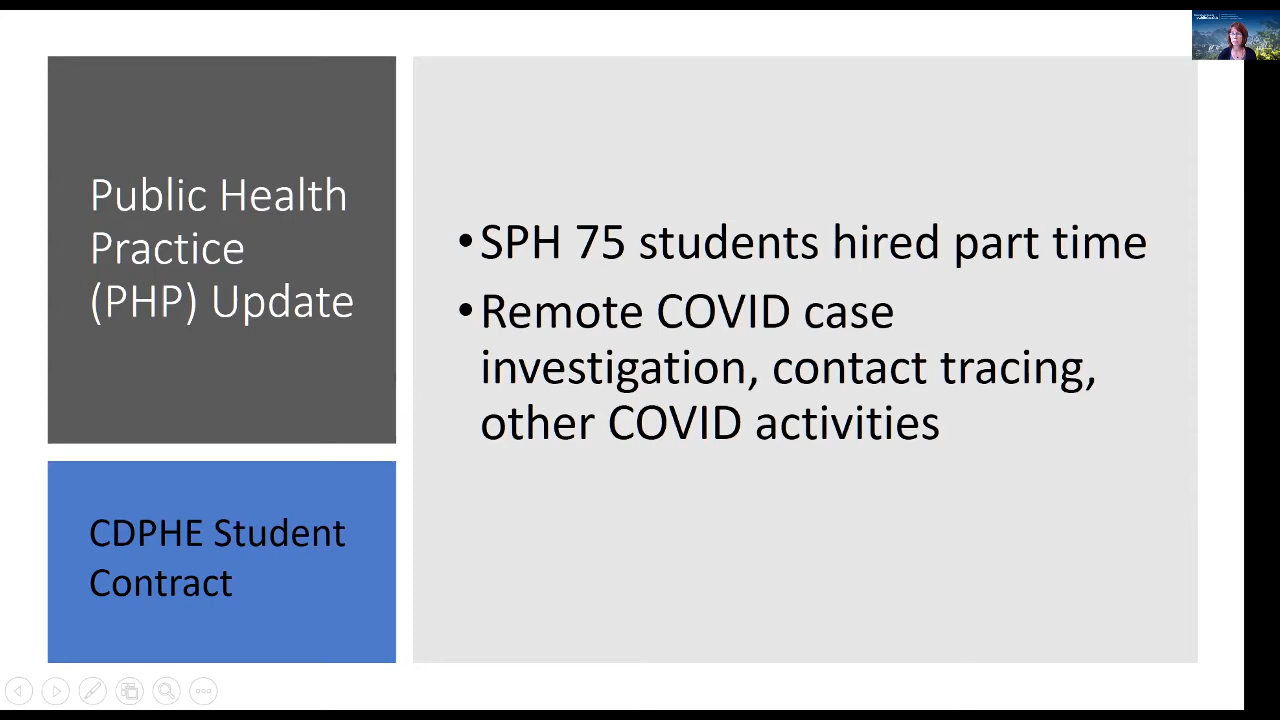 Public Health
Practice
(PHP) Update
CDPHE Student
Contract
•SPH 75 students hired part time
•Remote COVID case
investigation, contact tracing,
other COVID activities